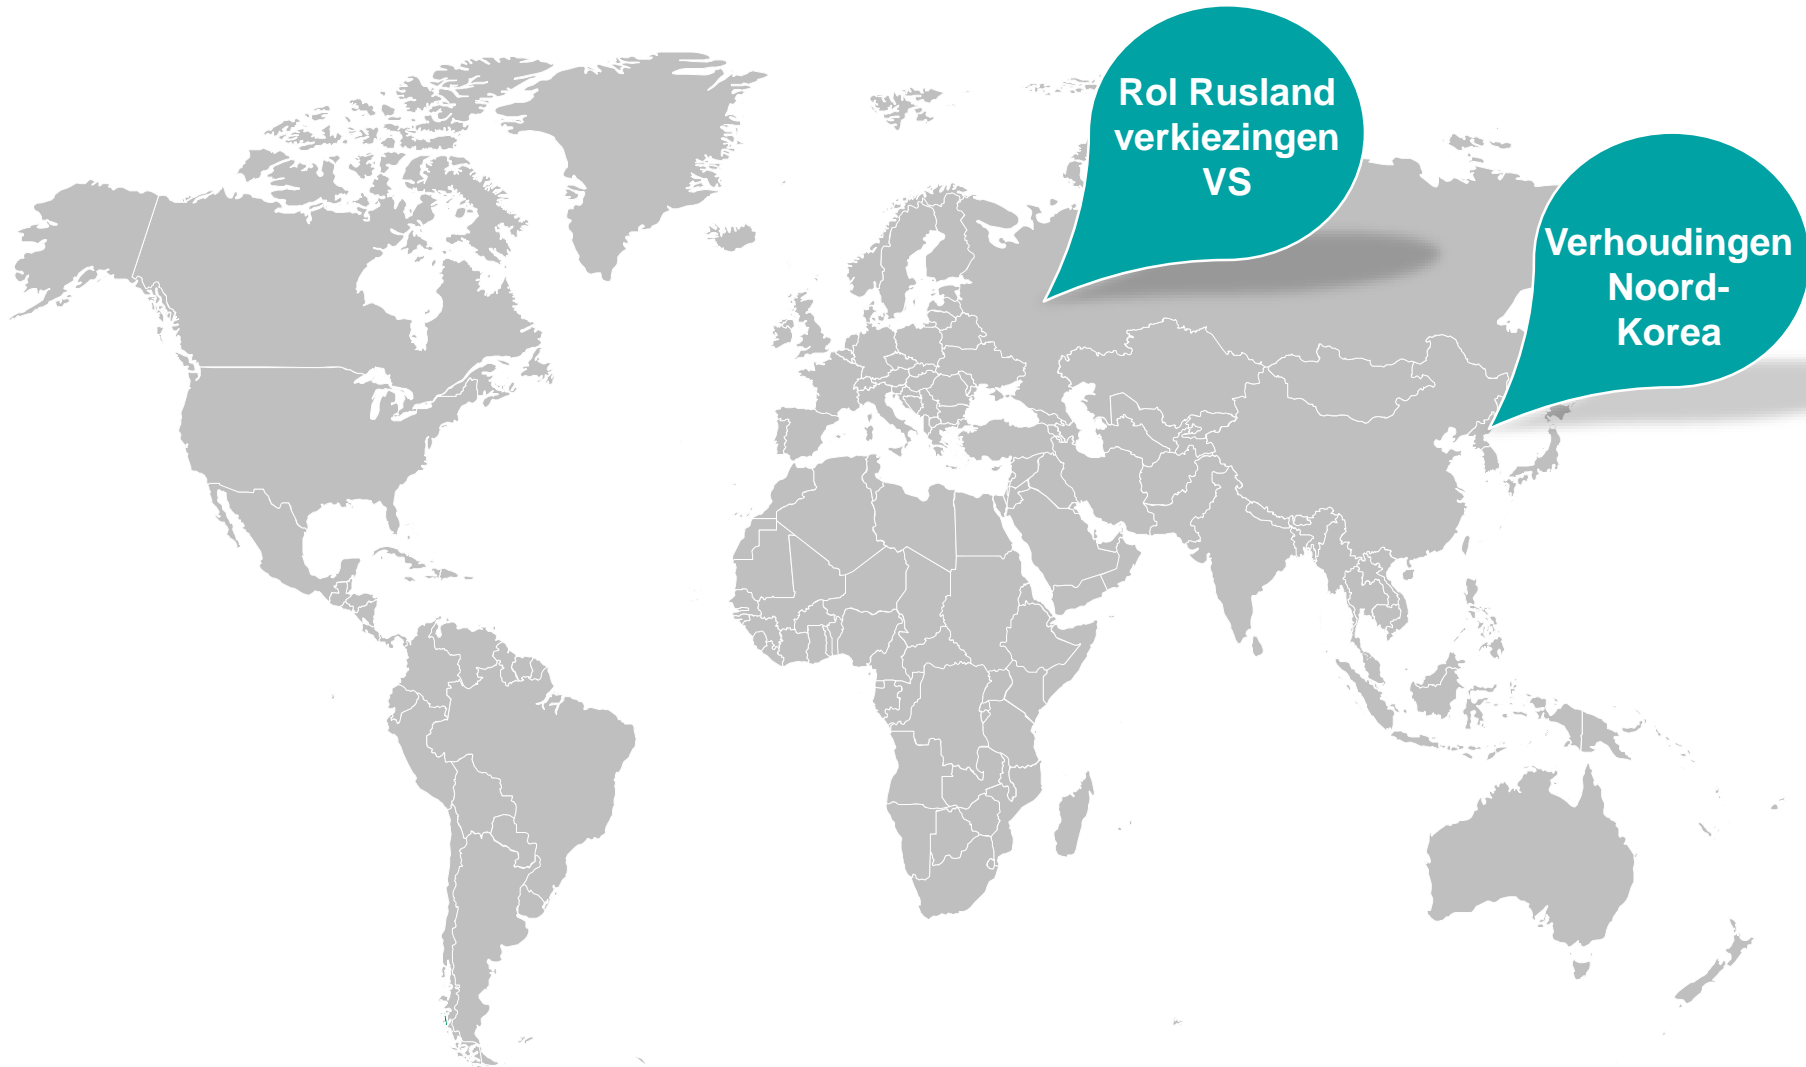 Rol Rusland
verkiezingen
VS
Verhoudingen
Noord-
Korea